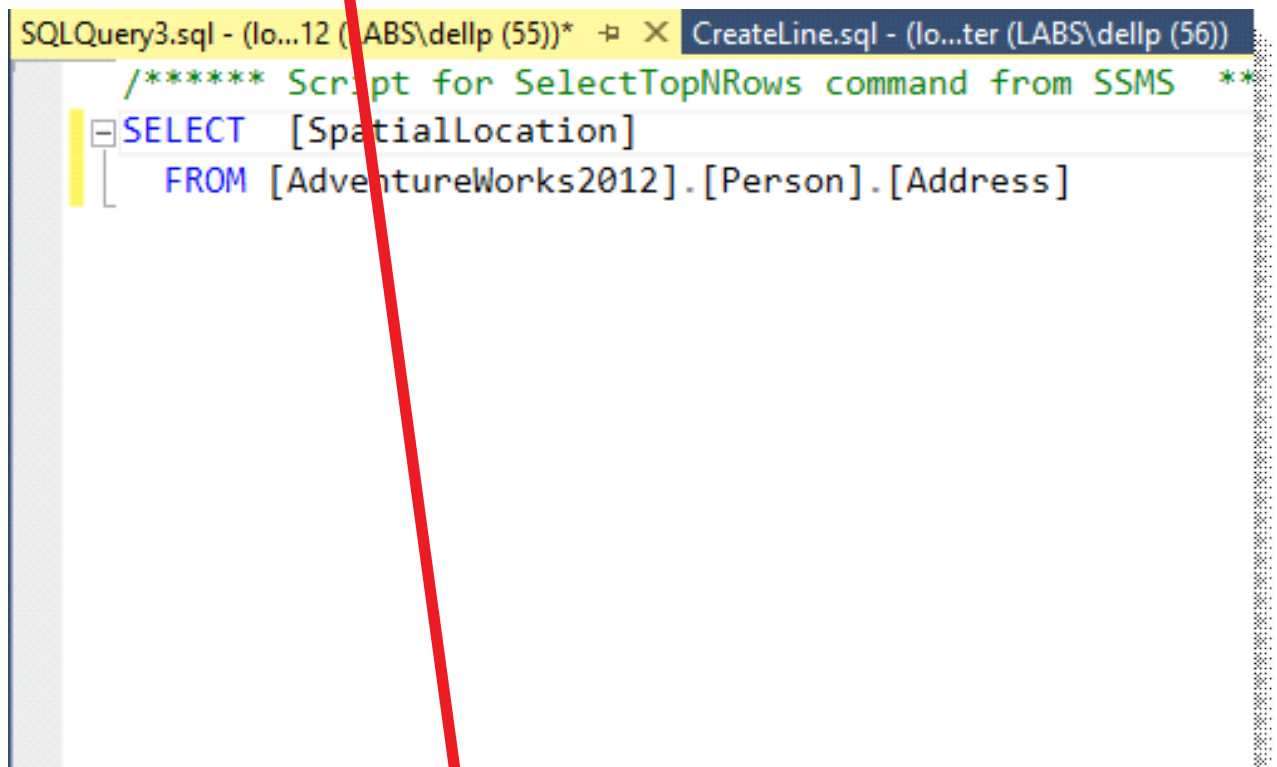 SQLQuery3.sql - (lo...12 (LABS\dellp (55))* CreateLine.sql - (lo...ter (LABS\dellp (56))
/****** Script for SelectTopNRows command from SSMS **
SELECT [SpatialLocation]
FROM [AdventureWorks2012].[Person].[Address]